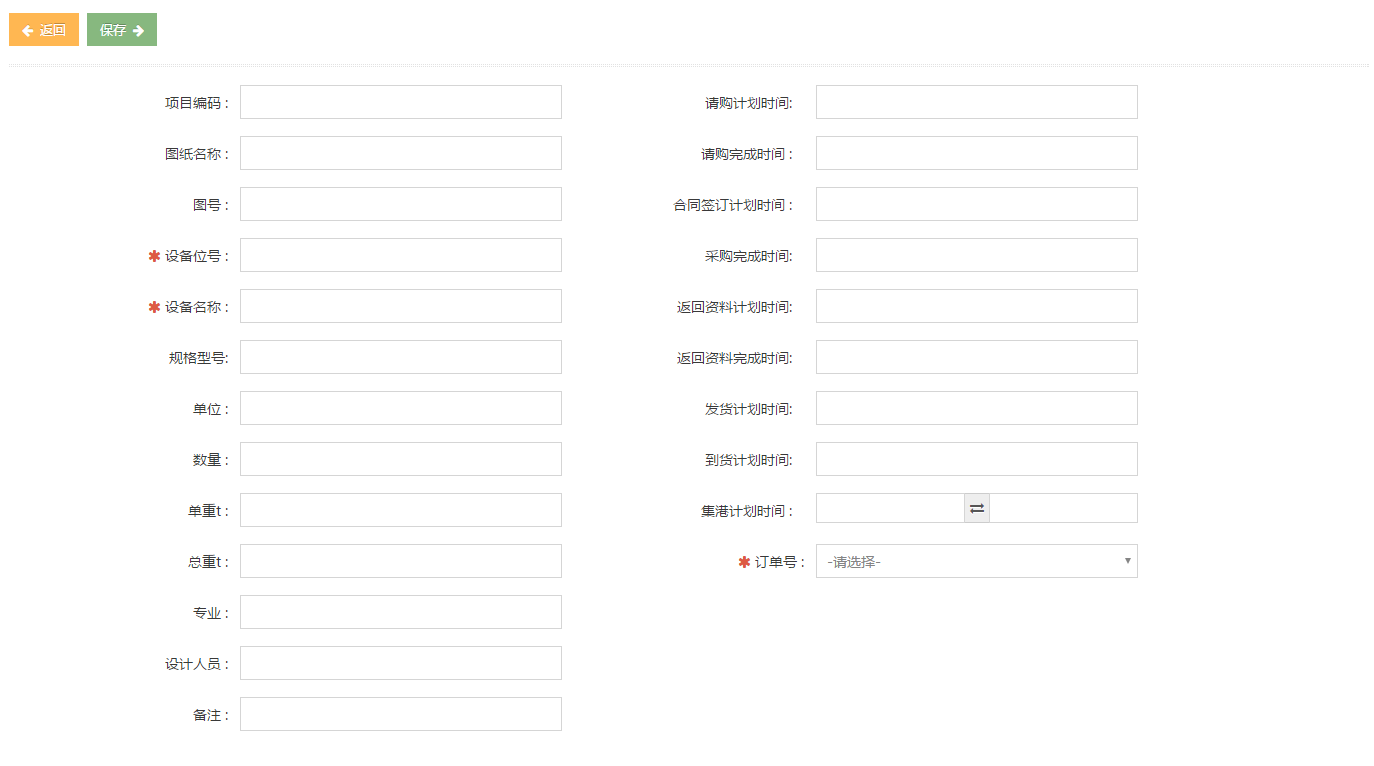 返回 保存
项目编码 :
图纸名称 :
图号 :
✱ 设备位号 :
✱ 设备名称 :
规格型号:
单位 :
数量 :
单重t :
总重t :
专业 :
设计人员 :
备注 :
请购计划时间:
请购完成时间 :
合同签订计划时间 :
采购完成时间:
返回资料计划时间:
返回资料完成时间:
发货计划时间:
到货计划时间:
集港计划时间 :
✱ 订单号 : -请选择-